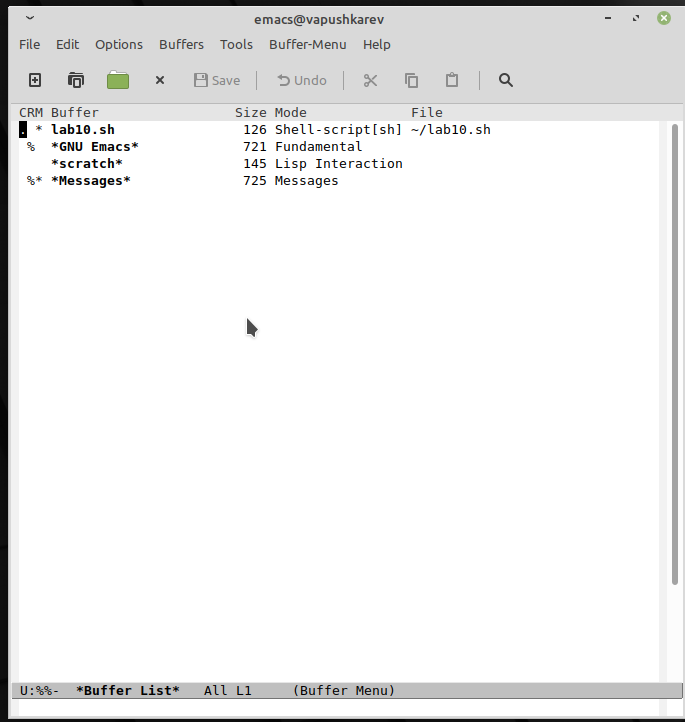 emacs@vapushkarev
File Edit Options Buffers Tools Buffer-Menu Help
Save Undo
CRM Buffer Size Mode File
. * lab10.sh 126 Shell-script[sh] ~/lab10.sh
% *GNU Emacs* 721 Fundamental
*scratch* 145 Lisp Interaction
%* *Messages* 725 Messages
U:%%- *Buffer List* All L1 (Buffer Menu)